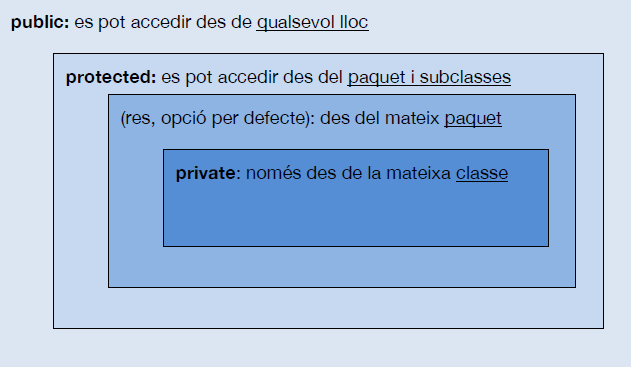 public: es pot accedir des de qualsevol lloc
protected: es pot accedir des del paquet i subclasses
(res, opció per defecte): des del mateix paquet
private: només des de la mateixa classe